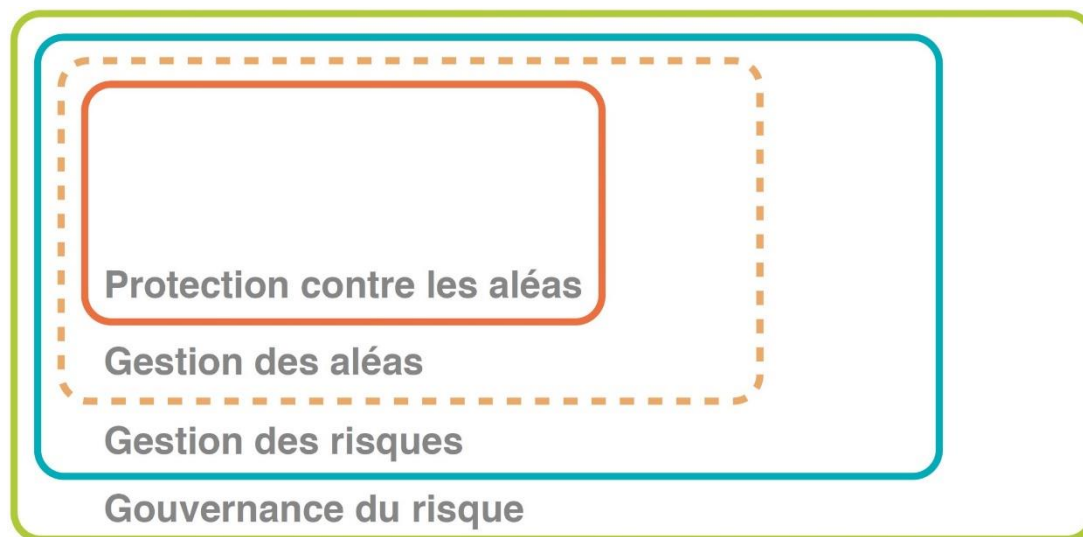 Protection contre les aléas
Gestion des aléas
Gestion des risques
Gouvernance du risque